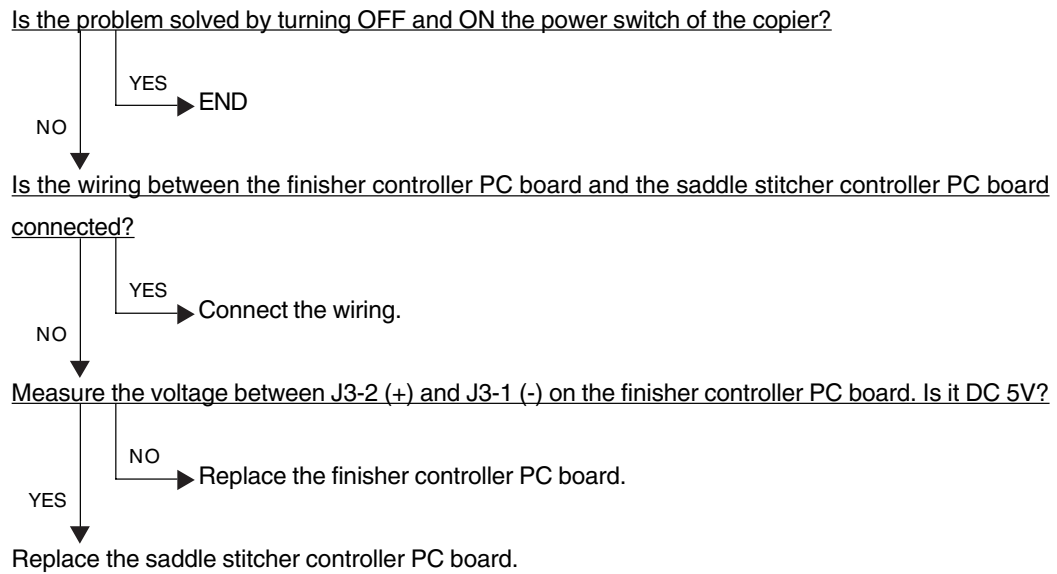 Is the problem solved by turning OFF and ON the power switch of the copier?
YES
END
NO
Is the wiring between the finisher controller PC board and the saddle stitcher controller PC board
connected?
YES
Connect the wiring.
NO
Measure the voltage between J3-2 (+) and J3-1 (-) on the finisher controller PC board. Is it DC 5V?
NO
Replace the finisher controller PC board.
YES
Replace the saddle stitcher controller PC board.